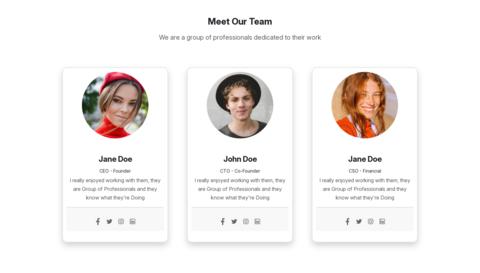 Meet Our Team
We are a group of professionals dedicated to their work
Jane Doe
CEO - Founder
I really enjoyed working with them, they
are Group of Professionals and they
know what they're Doing
John Doe
CTO - Co-Founder
I really enjoyed working with them, they
are Group of Professionals and they
know what they're Doing
Jane Doe
CSO - Financial
I really enjoyed working with them, they
are Group of Professionals and they
know what they're Doing